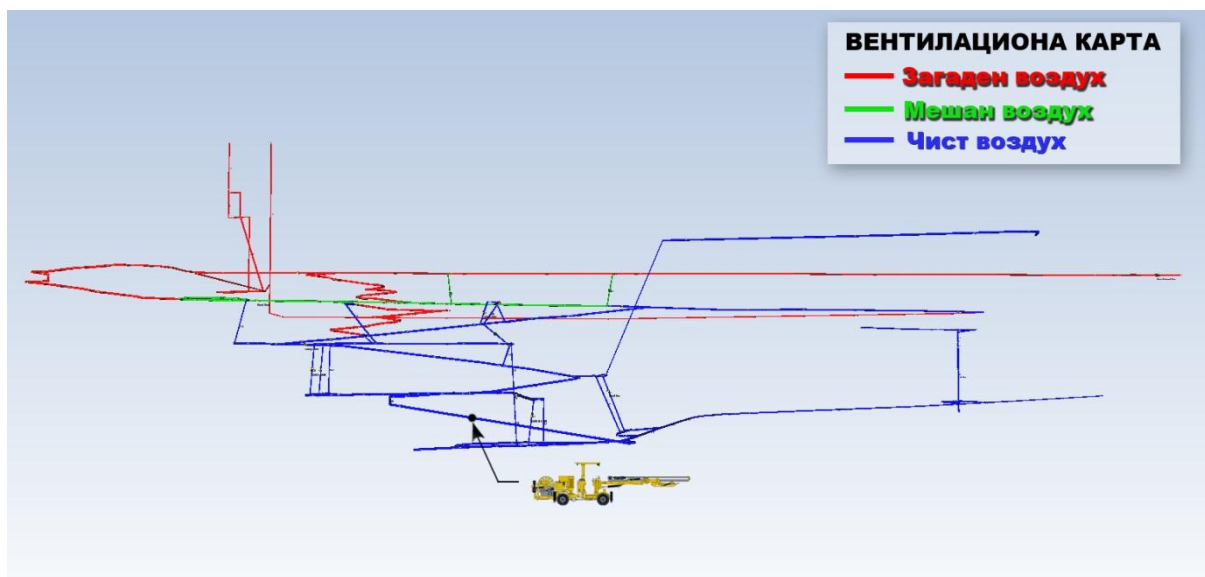 ВЕНТИЛАЦИОНА КАРТА
Загаден воздух
Мешан воздух
Чист воздух